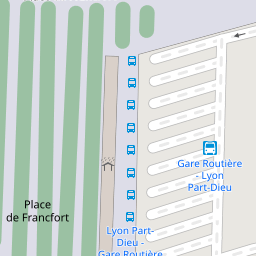 Gare Routière
- Lyon
Part-Dieu
Place
de Francfort
Lyon Part-
Dieu -
Gare Routière